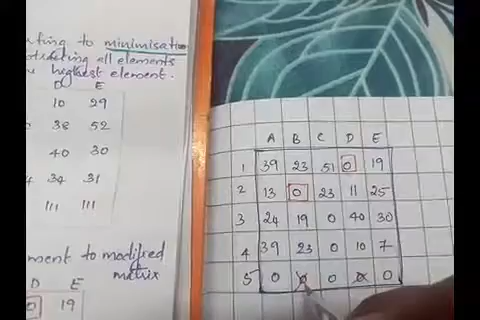 ting to minimisati
all elements
highest element.
D E
10 29
38 52
40 30
34 31
111 111
ment to modified
matrix
D E
0 19
A B C D E
1 39 23 51 0 19
2 13 0 23 11 25
3 24 19 0 40 30
4 39 23 0 10 7
5 0 0 0 0 0